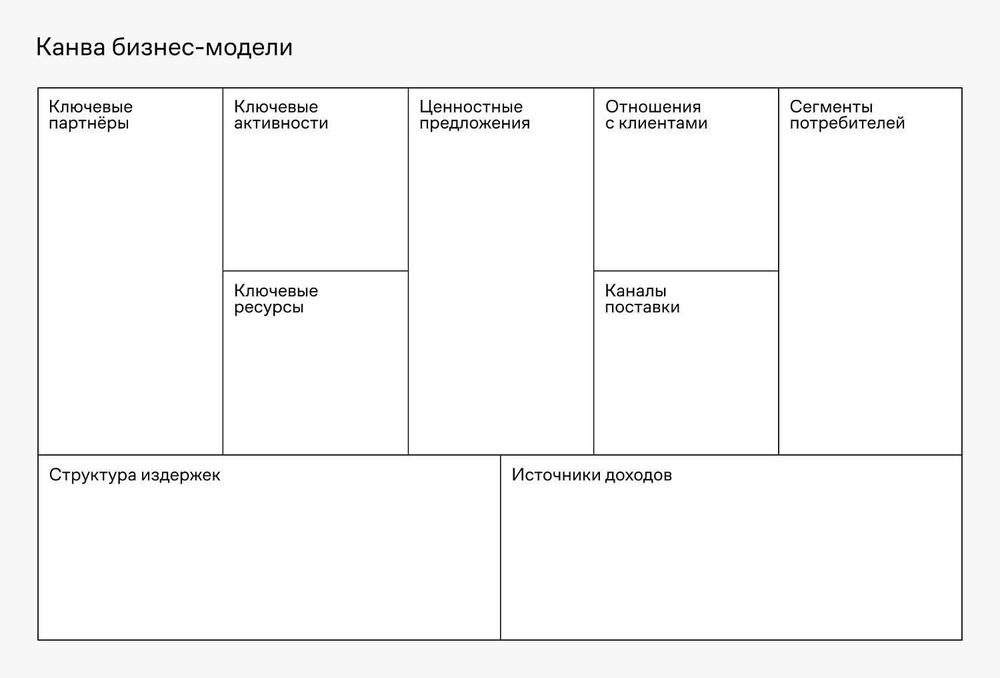 Канва бизнес-модели
Ключевые
партнёры
Ключевые
активности
Ключевые
ресурсы
Ценностные
предложения
Отношения
с клиентами
Каналы
поставки
Сегменты
потребителей
Структура издержек
Источники доходов